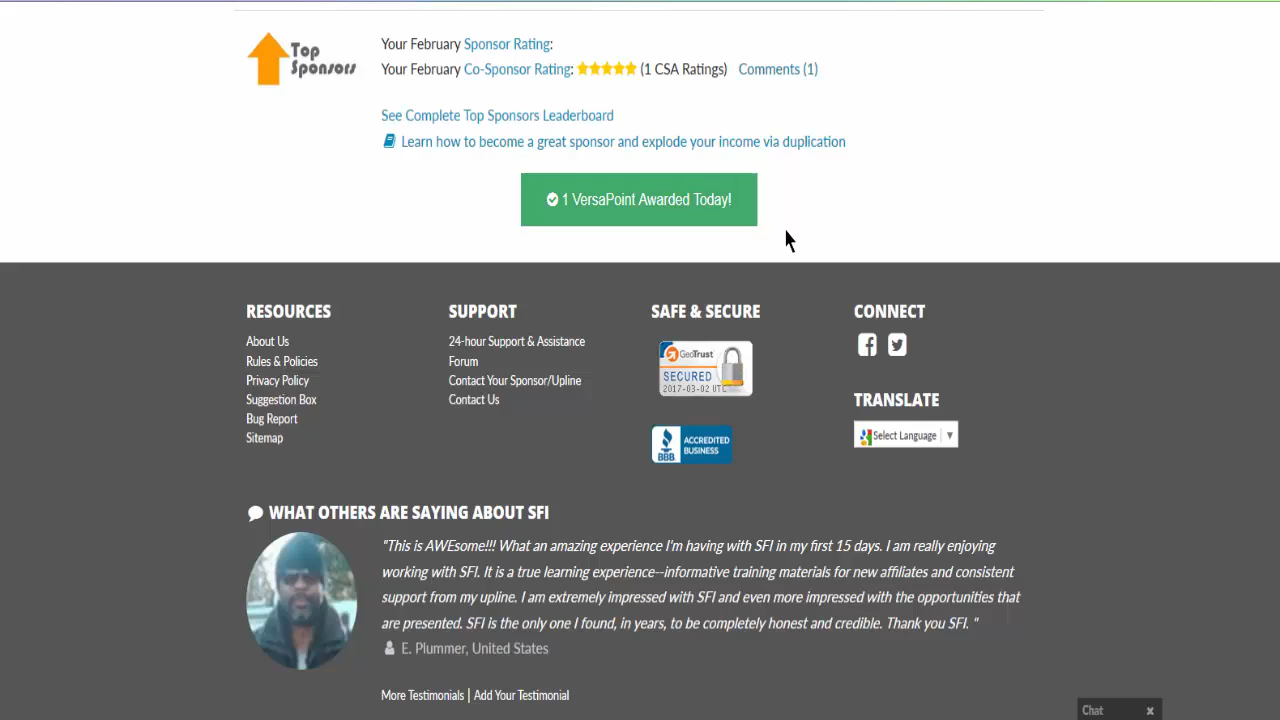 Top Sponsors
Your February Sponsor Rating:
Your February Co-Sponsor Rating: (1 CSA Ratings) Comments (1)
See Complete Top Sponsors Leaderboard
Learn how to become a great sponsor and explode your income via duplication
1 VersaPoint Awarded Today!
RESOURCES
About Us
Rules & Policies
Privacy Policy
Suggestion Box
Bug Report
Sitemap
SUPPORT
24-hour Support & Assistance
Forum
Contact Your Sponsor/Upline
Contact Us
SAFE & SECURE
GeoTrust
SECURED
2017-03-02 UTC
BBB
ACCREDITED
BUSINESS
CONNECT
TRANSLATE
Select Language
WHAT OTHERS ARE SAYING ABOUT SFI
"This is AWEsome!!! What an amazing experience I'm having with SFI in my first 15 days. I am really enjoying
working with SFI. It is a true learning experience--informative training materials for new affiliates and consistent
support from my upline. I am extremely impressed with SFI and even more impressed with the opportunities that
are presented. SFI is the only one I found, in years, to be completely honest and credible. Thank you SFI. "
E. Plummer, United States
More Testimonials | Add Your Testimonial
Chat